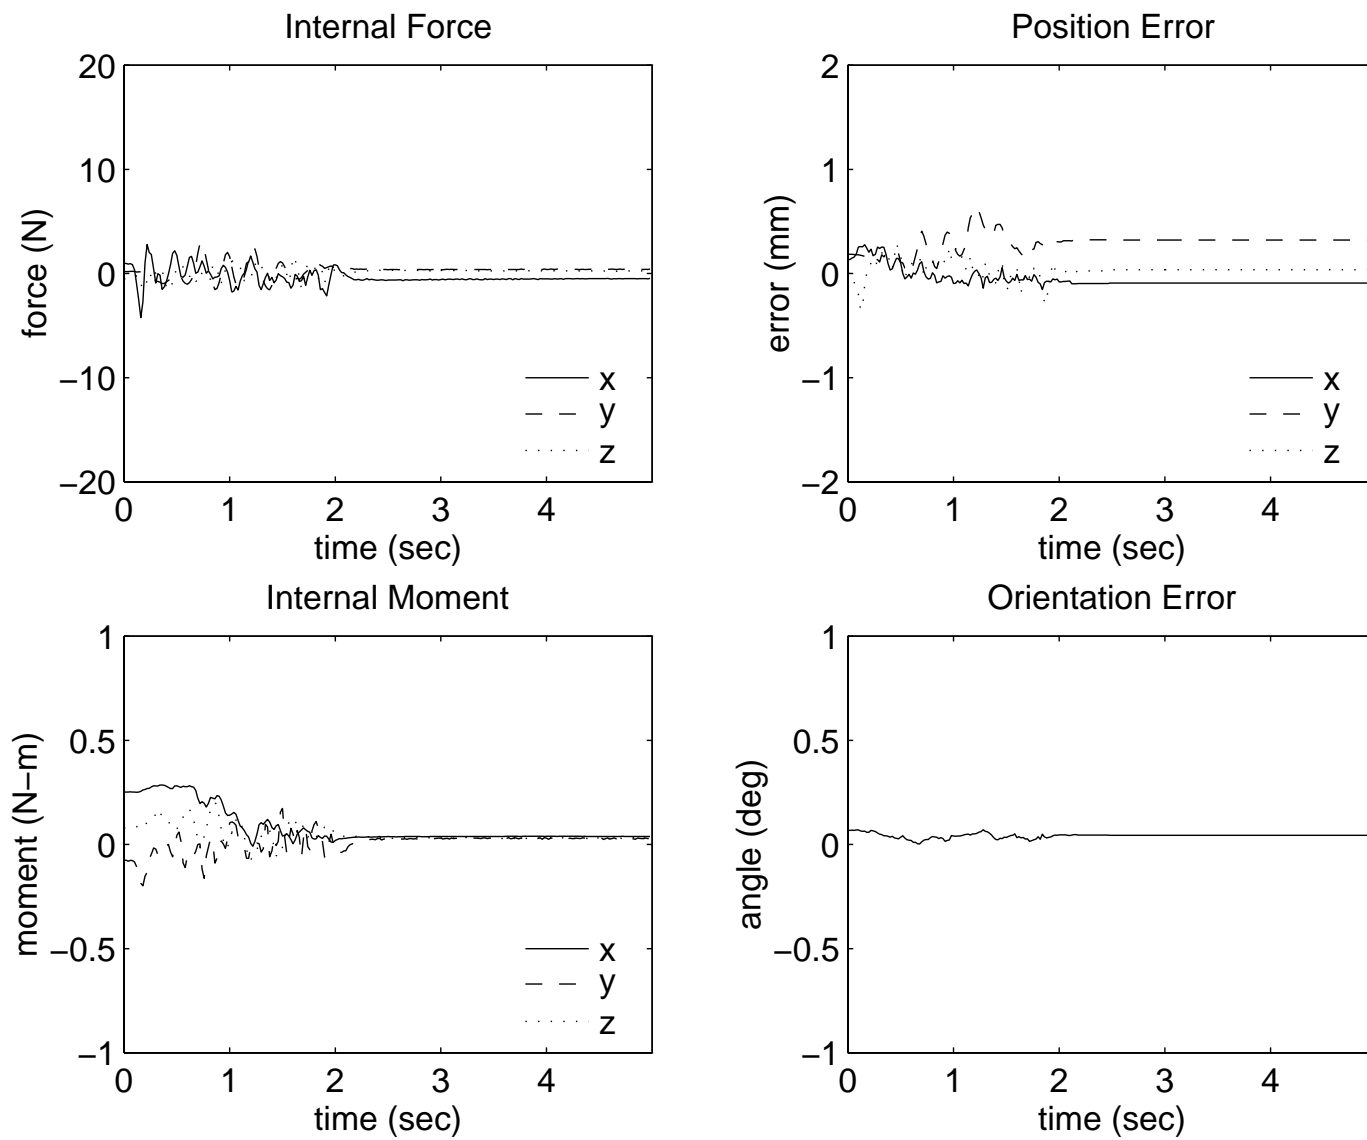 Internal Force
20
10
0
−10
−20
force (N)
x
y
z
0 1 2 3 4
time (sec)
Position Error
2
1
0
−1
−2
error (mm)
x
y
z
0 1 2 3 4
time (sec)
Internal Moment
1
0.5
0
−0.5
−1
moment (N−m)
x
y
z
0 1 2 3 4
time (sec)
Orientation Error
1
0.5
0
−0.5
−1
angle (deg)
0 1 2 3 4
time (sec)